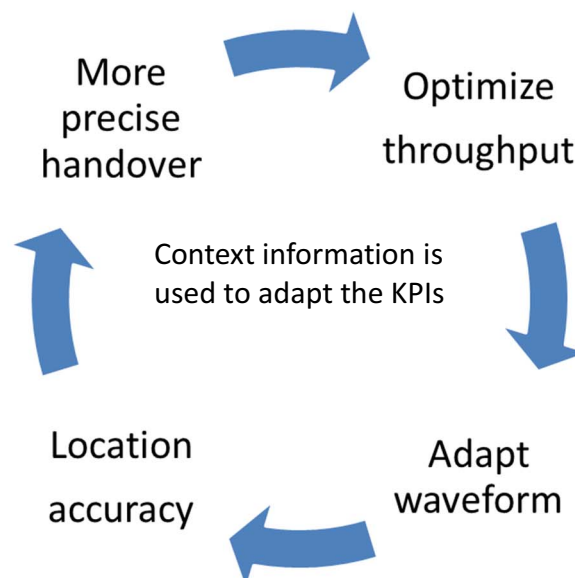 More
precise
handover
Optimize
throughput
Context information is
used to adapt the KPIs
Location
accuracy
Adapt
waveform